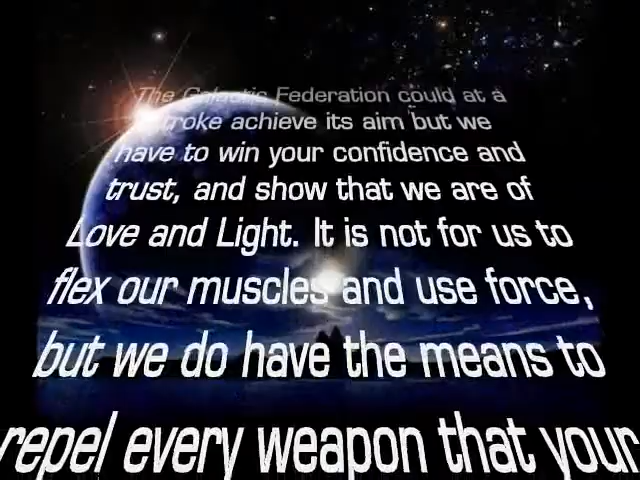 The Galactic Federation could at a
stroke achieve its aim but we
have to win your confidence and
trust, and show that we are of
Love and Light. It is not for us to
flex our muscles and use force,
but we do have the means to
repel every weapon that your